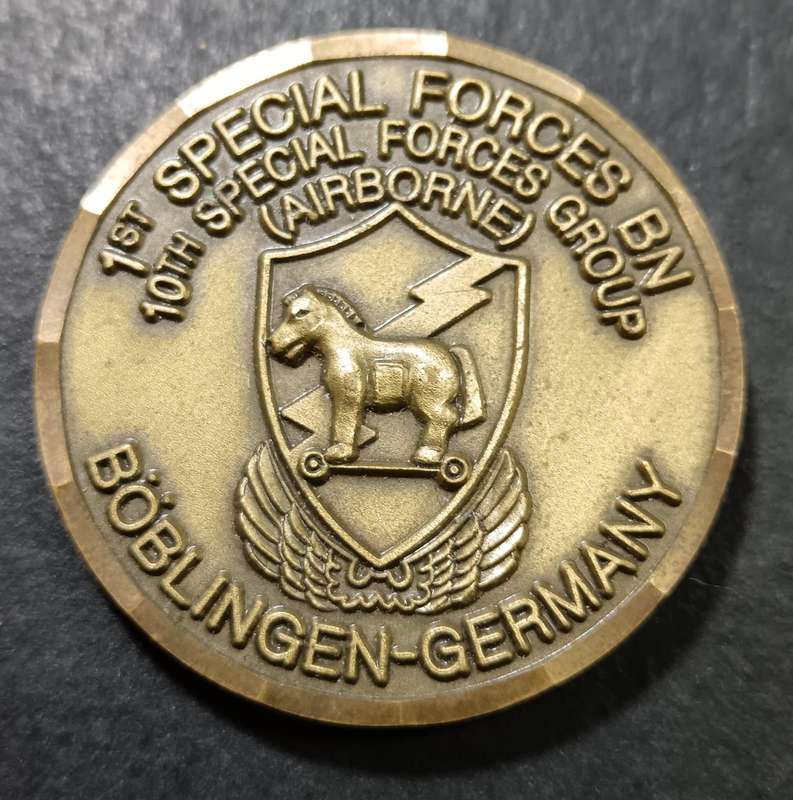 1ST SPECIAL FORCES BN
10TH SPECIAL FORCES GROUP
(AIRBORNE)
BÖBLINGEN-GERMANY